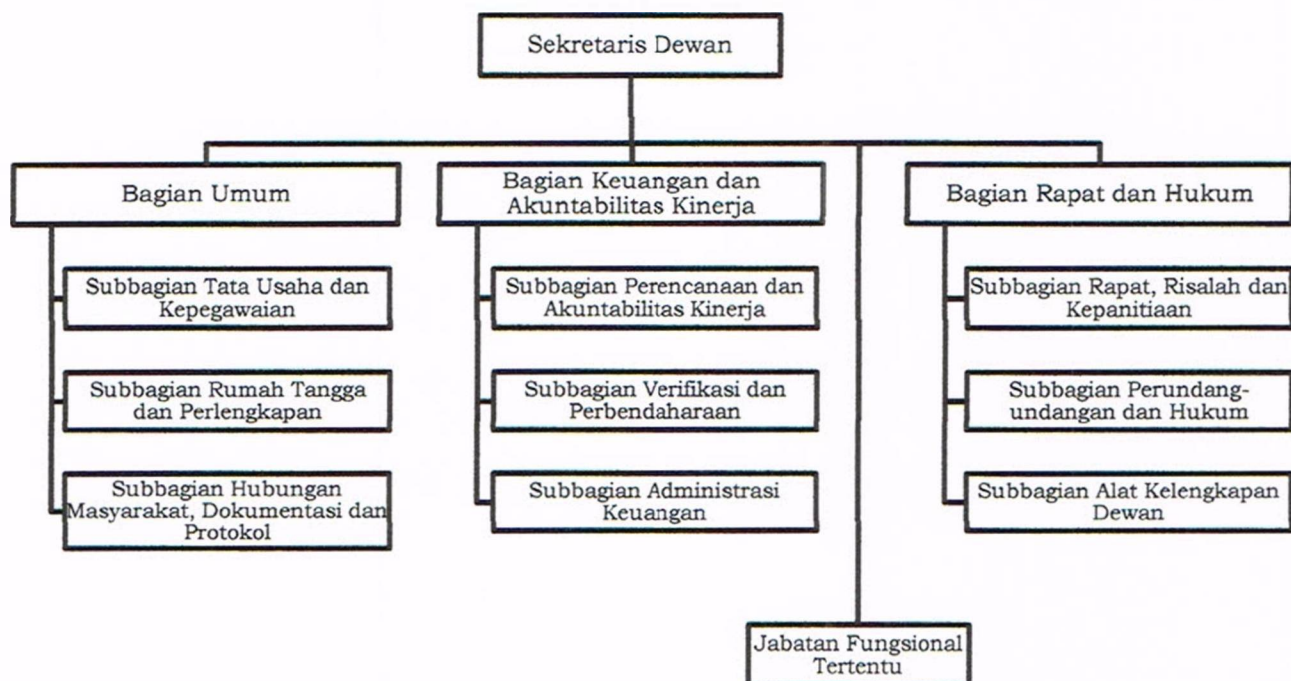 Sekretaris Dewan
Bagian Umum
Bagian Keuangan dan
Akuntabilitas Kinerja
Bagian Rapat dan Hukum
Subbagian Tata Usaha dan
Kepegawaian
Subbagian Perencanaan dan
Akuntabilitas Kinerja
Subbagian Rapat, Risalah dan
Kepanitiaan
Subbagian Rumah Tangga
dan Perlengkapan
Subbagian Verifikasi dan
Perbendaharaan
Subbagian Perundang-
undangan dan Hukum
Subbagian Hubungan
Masyarakat, Dokumentasi dan
Protokol
Subbagian Administrasi
Keuangan
Subbagian Alat Kelengkapan
Dewan
Jabatan Fungsional
Tertentu